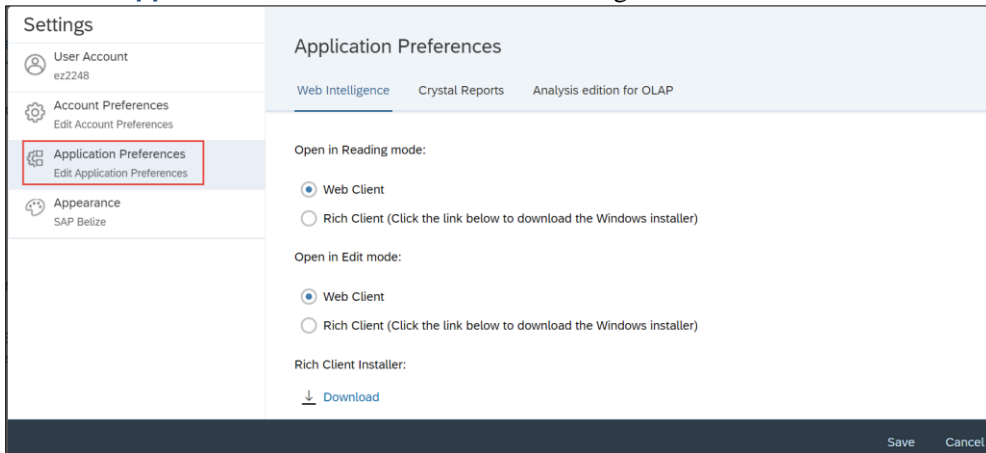 Settings
User Account
ez2248
Account Preferences
Edit Account Preferences
Application Preferences
Edit Application Preferences
Appearance
SAP Belize
Application Preferences
Web Intelligence Crystal Reports Analysis edition for OLAP
Open in Reading mode:
Web Client
Rich Client (Click the link below to download the Windows installer)
Open in Edit mode:
Web Client
Rich Client (Click the link below to download the Windows installer)
Rich Client Installer:
Download
Save Cancel